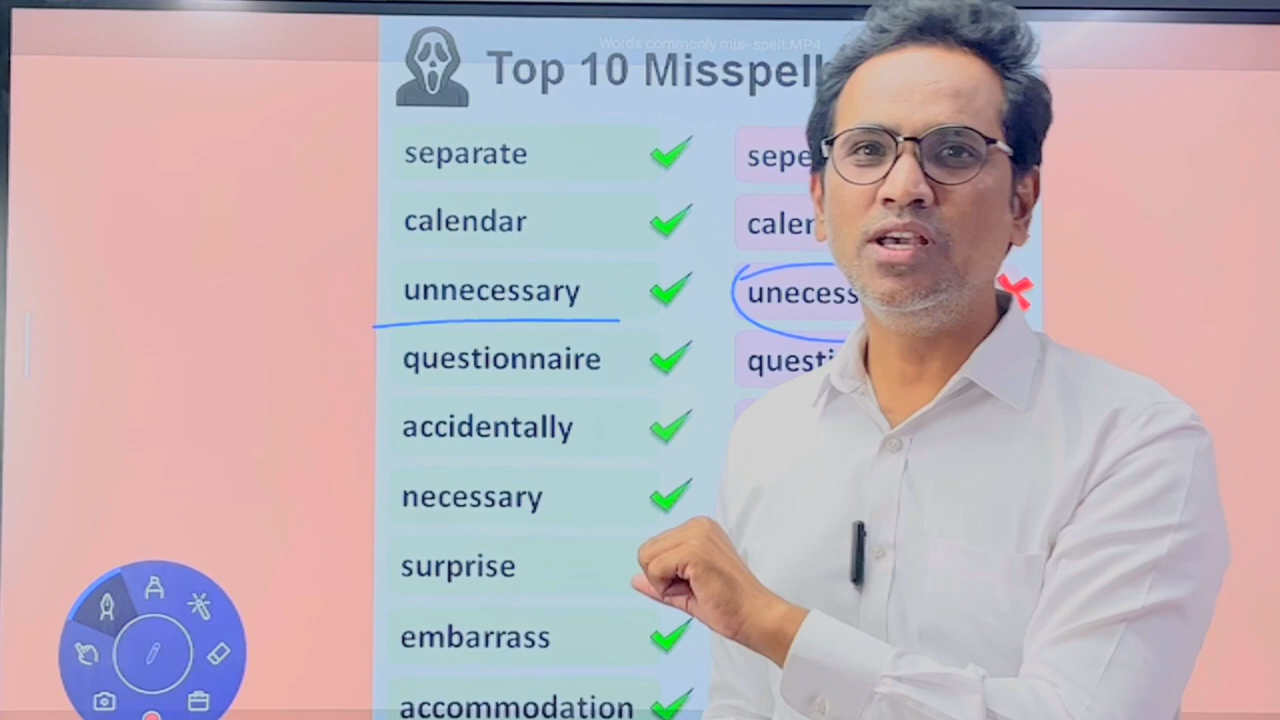 Words commonly mis- spelt.MP4
Top 10 Misspell
separate
sepe
calendar
calen
unnecessary
unecess
questionnaire
questi
accidentally
necessary
surprise
embarrass
accommodation